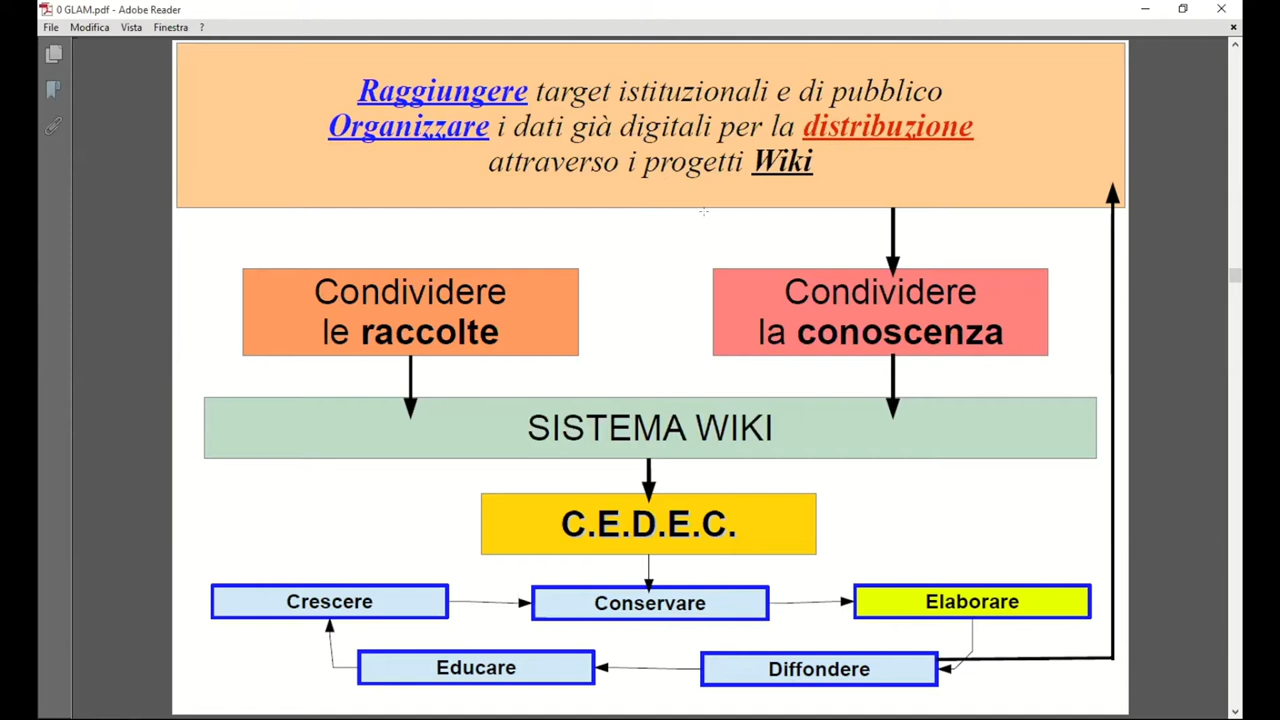 0 GLAM.pdf - Adobe Reader
File Modifica Vista Finestra ?
Raggiungere target istituzionali e di pubblico
Organizzare i dati già digitali per la distribuzione
attraverso i progetti Wiki
Condividere
le raccolte
Condividere
la conoscenza
SISTEMA WIKI
C.E.D.E.C.
Crescere
Conservare
Elaborare
Educare
Diffondere